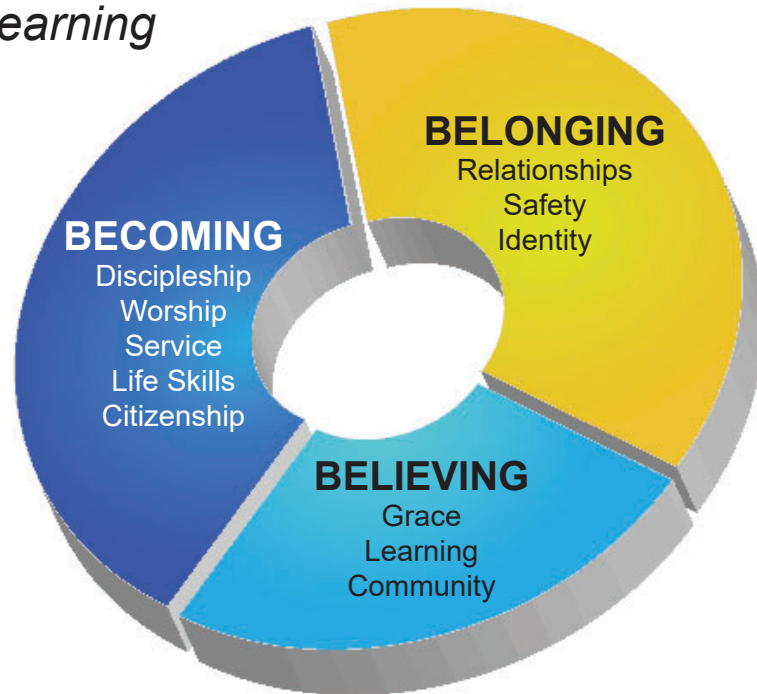 earning
BELONGING
Relationships
Safety
Identity
BECOMING
Discipleship
Worship
Service
Life Skills
Citizenship
BELIEVING
Grace
Learning
Community